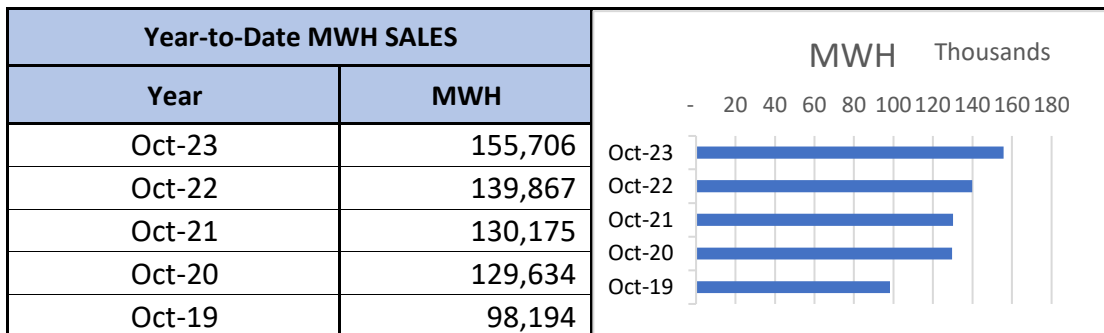 Year-to-Date MWH SALES
Year MWH
Oct-23 155,706
Oct-22 139,867
Oct-21 130,175
Oct-20 129,634
Oct-19 98,194
MWH Thousands
- 20 40 60 80 100 120 140 160 180
Oct-23
Oct-22
Oct-21
Oct-20
Oct-19